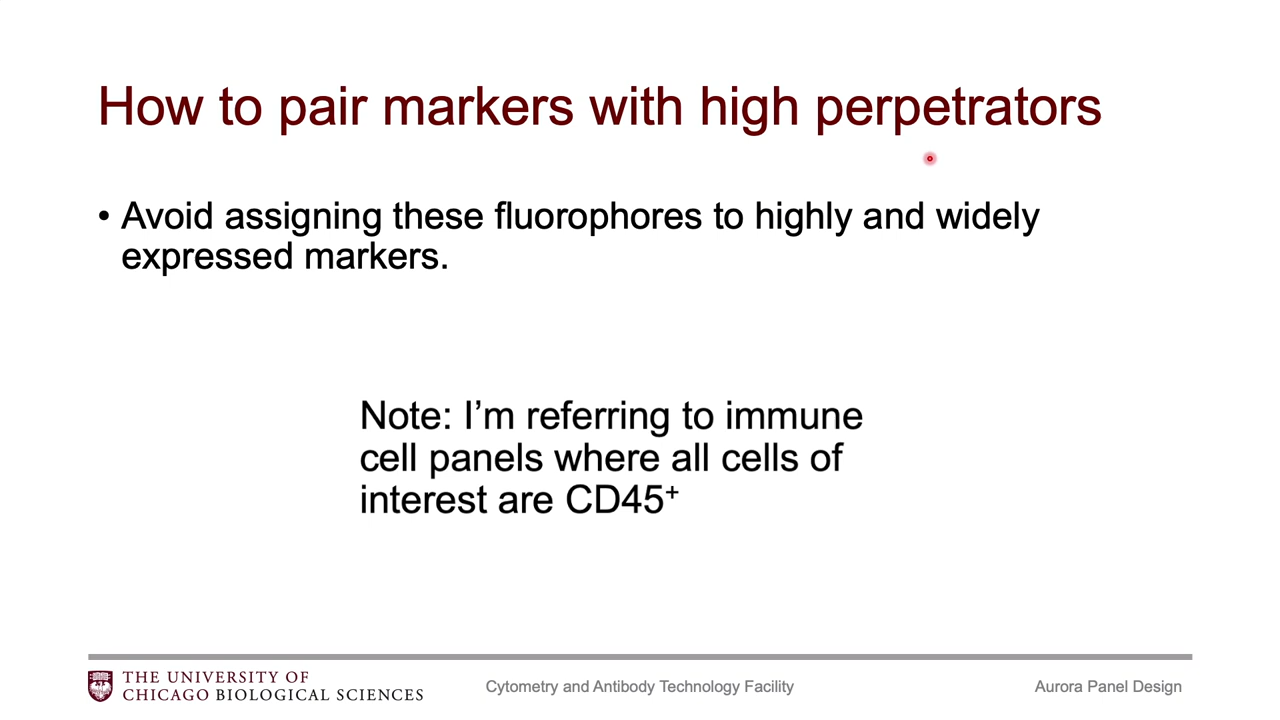 How to pair markers with high perpetrators
• Avoid assigning these fluorophores to highly and widely
expressed markers.
Note: I’m referring to immune
cell panels where all cells of
interest are CD45⁺
THE UNIVERSITY OF
CHICAGO BIOLOGICAL SCIENCES
Cytometry and Antibody Technology Facility
Aurora Panel Design